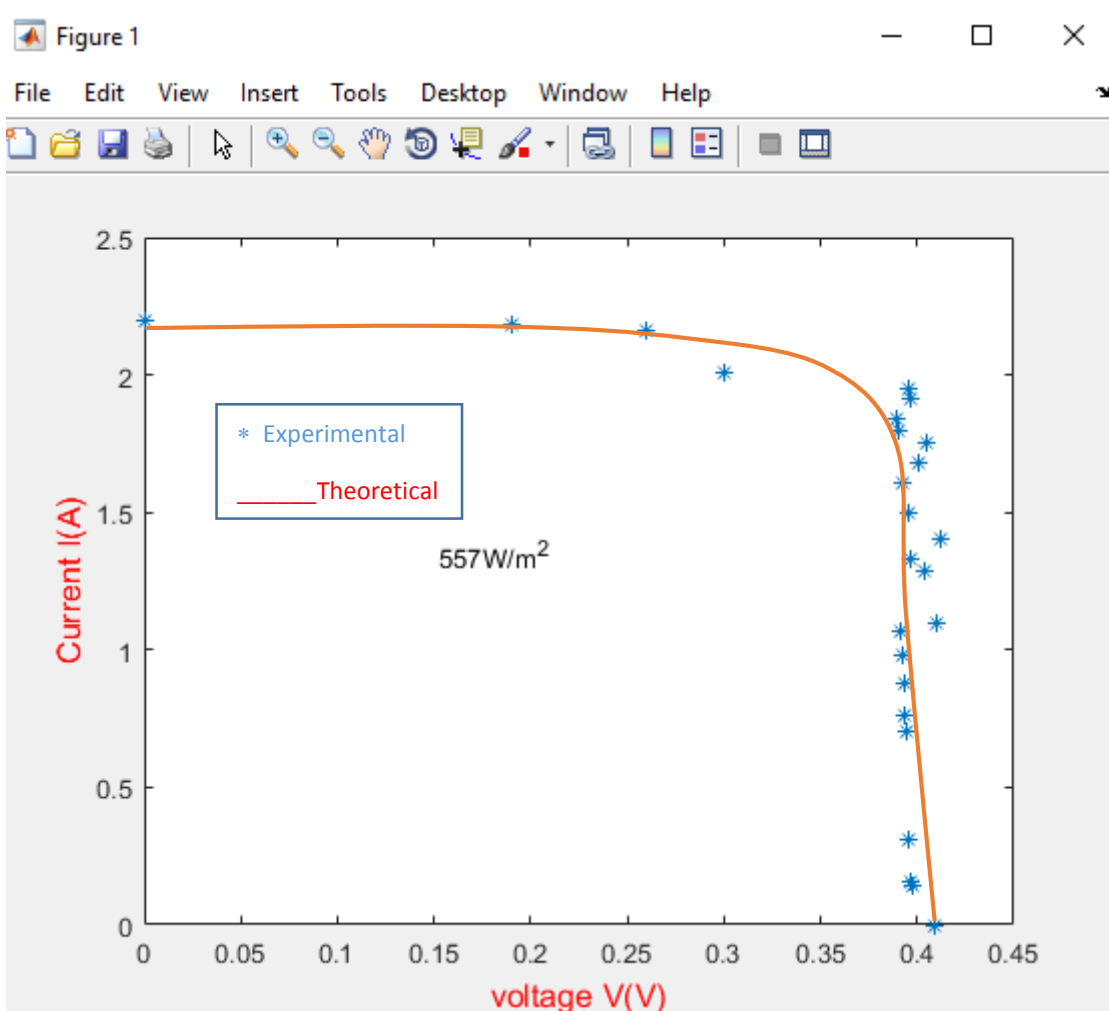 Figure 1
File Edit View Insert Tools Desktop Window Help
2.5
2
1.5
1
0.5
0
Current I(A)
* Experimental
______Theoretical
557W/m²
0 0.05 0.1 0.15 0.2 0.25 0.3 0.35 0.4 0.45
voltage V(V)